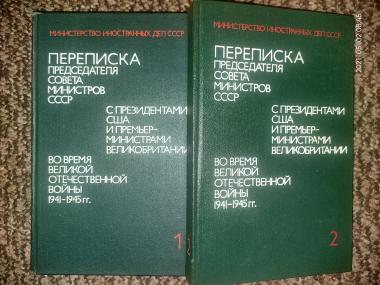 МИНИСТЕРСТВО ИНОСТРАННЫХ ДЕЛ СССР
ПЕРЕПИСКА
ПРЕДСЕДАТЕЛЯ
СОВЕТА
МИНИСТРОВ
СССР
С ПРЕЗИДЕНТАМИ
США
И ПРЕМЬЕР-
МИНИСТРАМИ
ВЕЛИКОБРИТАНИИ
ВО ВРЕМЯ
ВЕЛИКОЙ
ОТЕЧЕСТВЕННОЙ
ВОЙНЫ
1941-1945 гг.
1
2
МИНИСТЕРСТВО ИНОСТРАННЫХ ДЕЛ СССР
ПЕРЕПИСКА
ПРЕДСЕДАТЕЛЯ
СОВЕТА
МИНИСТРОВ
СССР
С ПРЕЗИДЕНТАМИ
США
И ПРЕМЬЕР-
МИНИСТРАМИ
ВЕЛИКОБРИТАНИИ
ВО ВРЕМЯ
ВЕЛИКОЙ
ОТЕЧЕСТВЕННОЙ
ВОЙНЫ
1941-1945 гг.
2